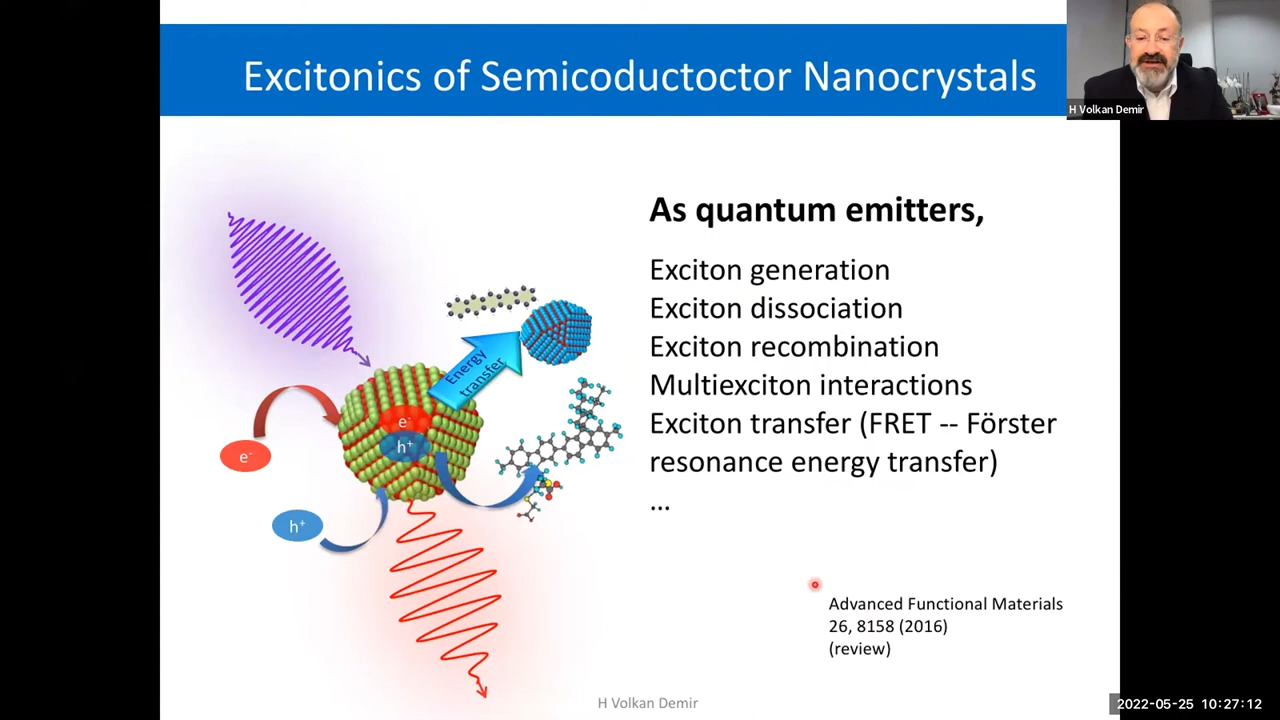 Excitonics of Semicoductoctor Nanocrystals
H Volkan Demir
As quantum emitters,
Exciton generation
Exciton dissociation
Exciton recombination
Multiexciton interactions
Exciton transfer (FRET -- Förster
resonance energy transfer)
...
Energy
transfer
e-
h+
e-
h+
Advanced Functional Materials
26, 8158 (2016)
(review)
H Volkan Demir
2022-05-25 10:27:12